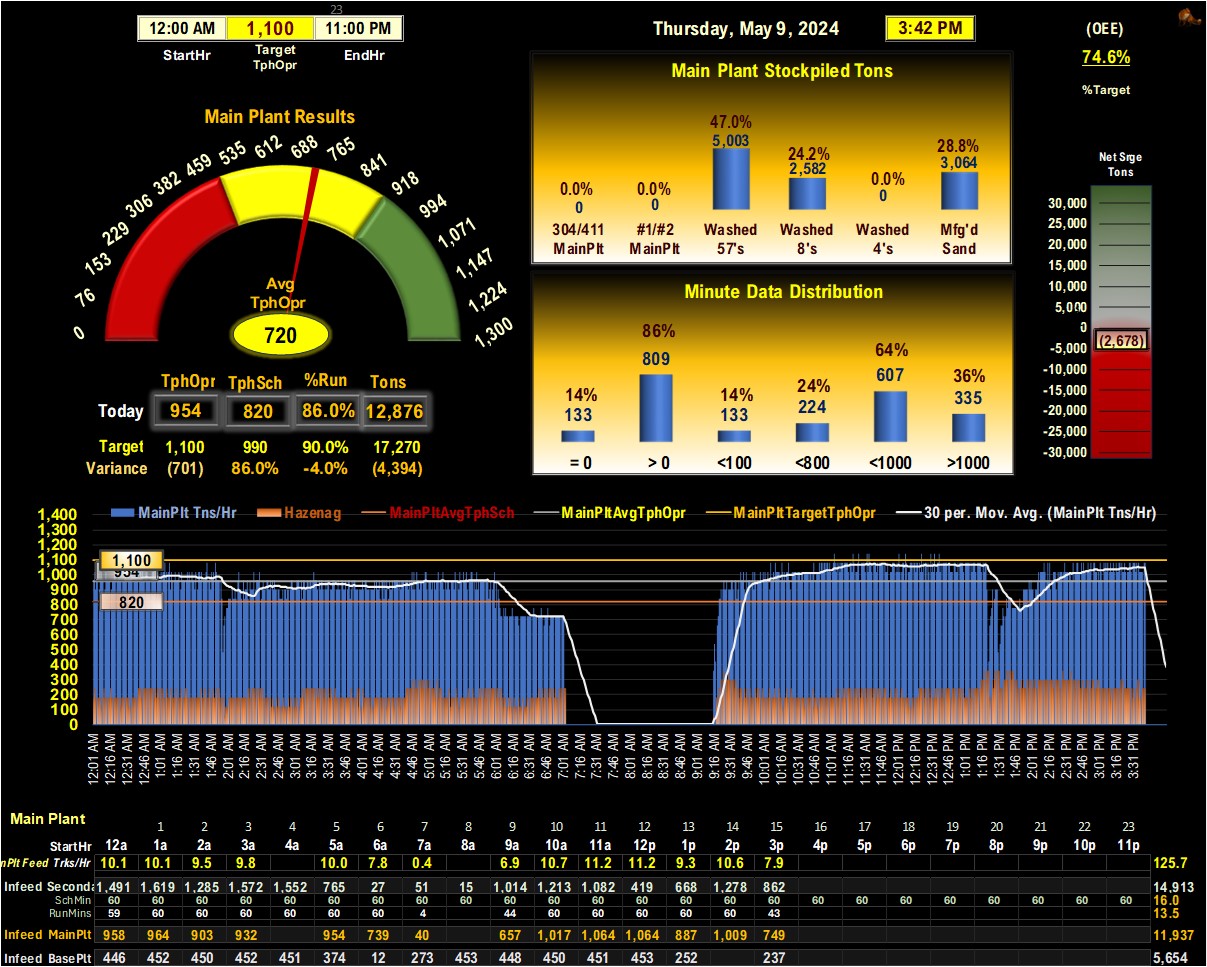 23
12:00 AM 1,100 11:00 PM
StartHr Target TphOpr EndHr
Thursday, May 9, 2024 3:42 PM
(OEE)
74.6%
%Target
Main Plant Results
0 76 153 229 306 382 459 535 612 688 765 841 918 994 1,071 1,147 1,224 1,300
Avg
TphOpr
720
TphOpr TphSch %Run Tons
Today 954 820 86.0% 12,876
Target 1,100 990 90.0% 17,270
Variance (701) 86.0% -4.0% (4,394)
Main Plant Stockpiled Tons
0.0% 0.0% 47.0% 24.2% 0.0% 28.8%
0 0 5,003 2,582 0 3,064
304/411 #1/#2 Washed Washed Washed Mfg'd
MainPlt MainPlt 57's 8's 4's Sand
Minute Data Distribution
14% 86% 14% 24% 64% 36%
133 809 133 224 607 335
= 0 > 0 <100 <800 <1000 >1000
Net Srge
Tons
30,000
25,000
20,000
15,000
10,000
5,000
0
(2,678)
-5,000
-10,000
-15,000
-20,000
-25,000
-30,000
MainPlt Tns/Hr Hazenag MainPltAvgTphSch MainPltAvgTphOpr MainPltTargetTphOpr 30 per. Mov. Avg. (MainPlt Tns/Hr)
1,400
1,300
1,200
1,100
1,000
900
800
700
600
500
400
300
200
100
0
1,100
954
820
12:01 AM 12:16 AM 12:31 AM 12:46 AM 1:01 AM 1:16 AM 1:31 AM 1:46 AM 2:01 AM 2:16 AM 2:31 AM 2:46 AM 3:01 AM 3:16 AM 3:31 AM 3:46 AM 4:01 AM 4:16 AM 4:31 AM 4:46 AM 5:01 AM 5:16 AM 5:31 AM 5:46 AM 6:01 AM 6:16 AM 6:31 AM 6:46 AM 7:01 AM 7:16 AM 7:31 AM 7:46 AM 8:01 AM 8:16 AM 8:31 AM 8:46 AM 9:01 AM 9:16 AM 9:31 AM 9:46 AM 10:01 AM 10:16 AM 10:31 AM 10:46 AM 11:01 AM 11:16 AM 11:31 AM 11:46 AM 12:01 PM 12:16 PM 12:31 PM 12:46 PM 1:01 PM 1:16 PM 1:31 PM 1:46 PM 2:01 PM 2:16 PM 2:31 PM 2:46 PM 3:01 PM 3:16 PM 3:31 PM
Main Plant
1 2 3 4 5 6 7 8 9 10 11 12 13 14 15 16 17 18 19 20 21 22 23
StartHr 12a 1a 2a 3a 4a 5a 6a 7a 8a 9a 10a 11a 12p 1p 2p 3p 4p 5p 6p 7p 8p 9p 10p 11p
nPlt Feed Trks/Hr 10.1 10.1 9.5 9.8 10.0 7.8 0.4 6.9 10.7 11.2 11.2 9.3 10.6 7.9 125.7
Infeed Seconda 1,491 1,619 1,285 1,572 1,552 765 27 51 15 1,014 1,213 1,082 419 668 1,278 862 14,913
SchMin 60 60 60 60 60 60 60 60 60 60 60 60 60 60 60 60 60 60 60 60 60 60 60 60 16.0
RunMins 59 60 60 60 60 60 60 4 44 60 60 60 60 60 43 13.5
Infeed MainPlt 958 964 903 932 954 739 40 657 1,017 1,064 1,064 887 1,009 749 11,937
Infeed BasePlt 446 452 450 452 451 374 12 273 453 448 450 451 453 252 237 5,654